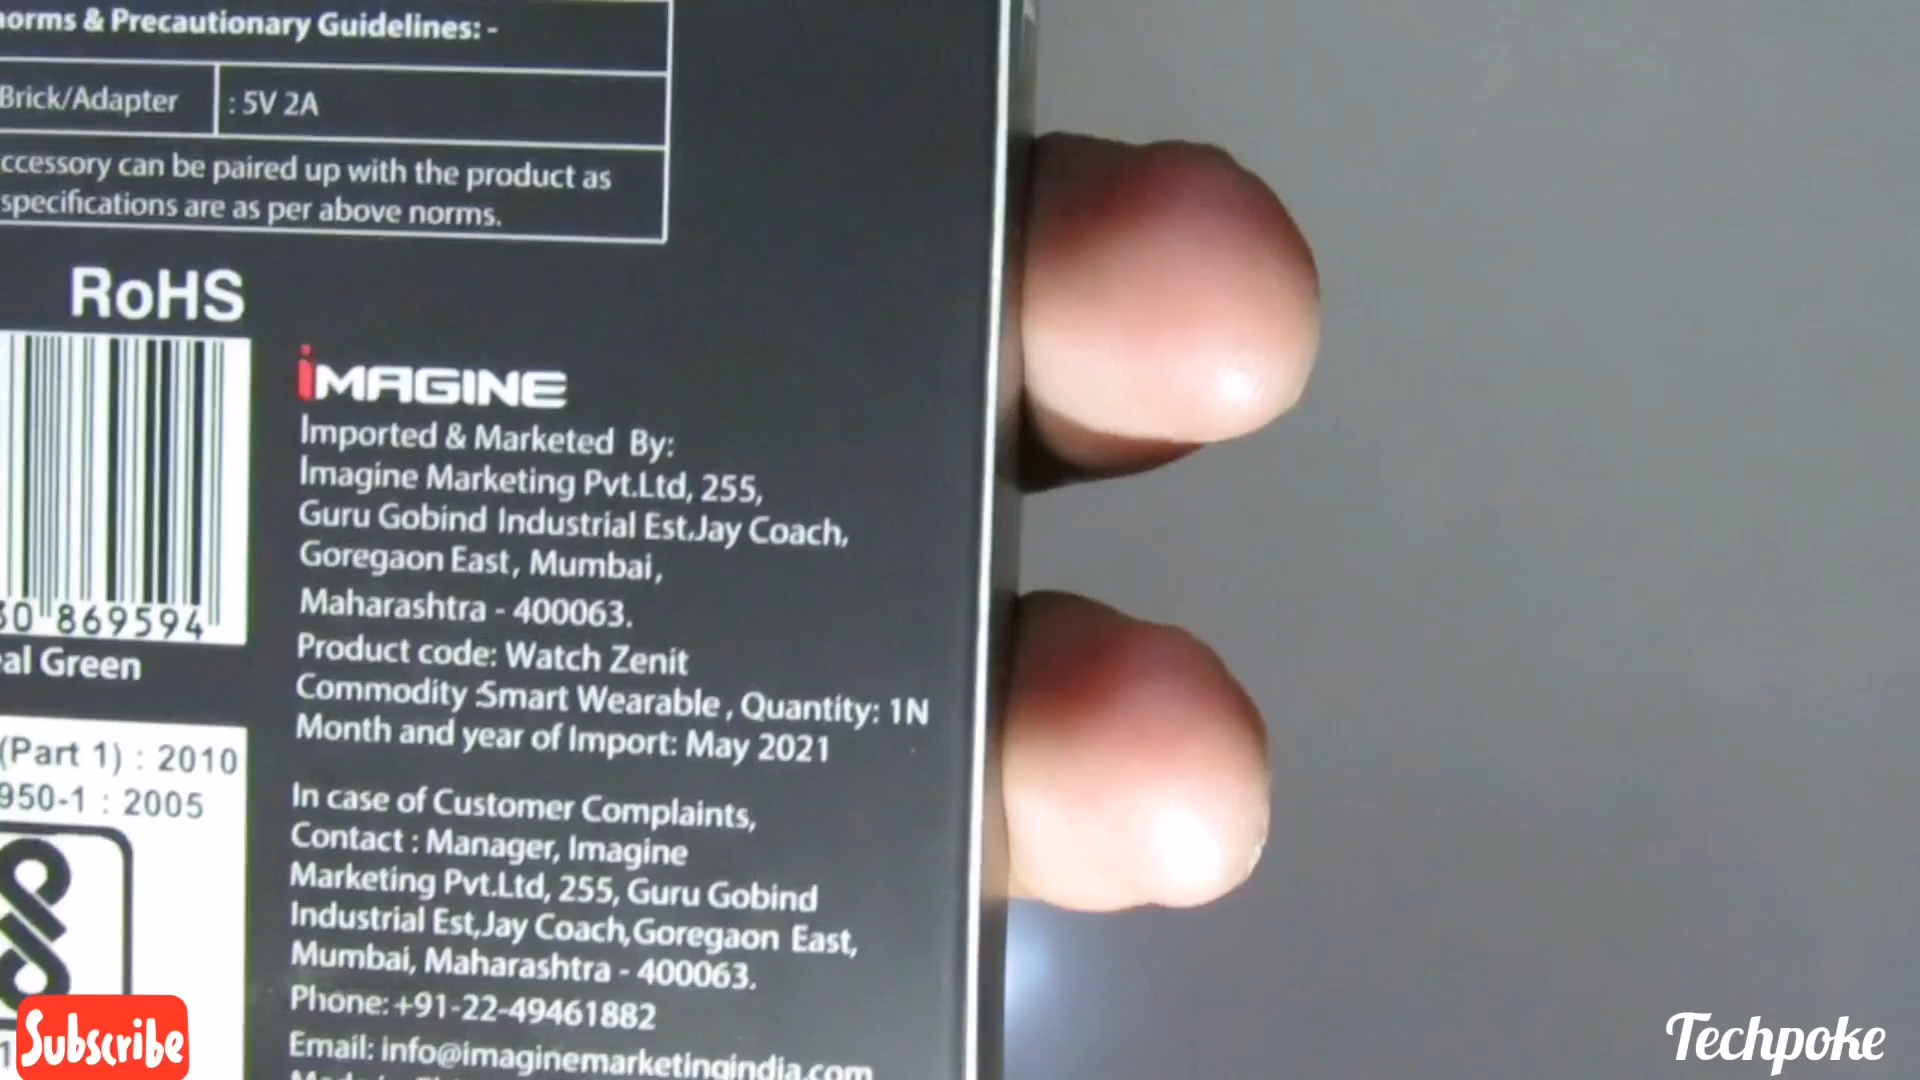 norms & Precautionary Guidelines: -
Brick/Adapter : 5V 2A
ccessory can be paired up with the product as
specifications are as per above norms.
RoHS
iMAGINE
Imported & Marketed By:
Imagine Marketing Pvt.Ltd, 255,
Guru Gobind Industrial Est,Jay Coach,
Goregaon East, Mumbai,
Maharashtra - 400063.
Product code: Watch Zenit
Commodity :Smart Wearable, Quantity: 1N
Month and year of Import: May 2021
In case of Customer Complaints,
Contact : Manager, Imagine
Marketing Pvt.Ltd, 255, Guru Gobind
Industrial Est,Jay Coach,Goregaon East,
Mumbai, Maharashtra - 400063.
Phone:+91-22-49461882
Email: info@imaginemarketingindia.com
869594
Green
(Part 1) : 2010
950-1 : 2005
Subscribe
Techpoke